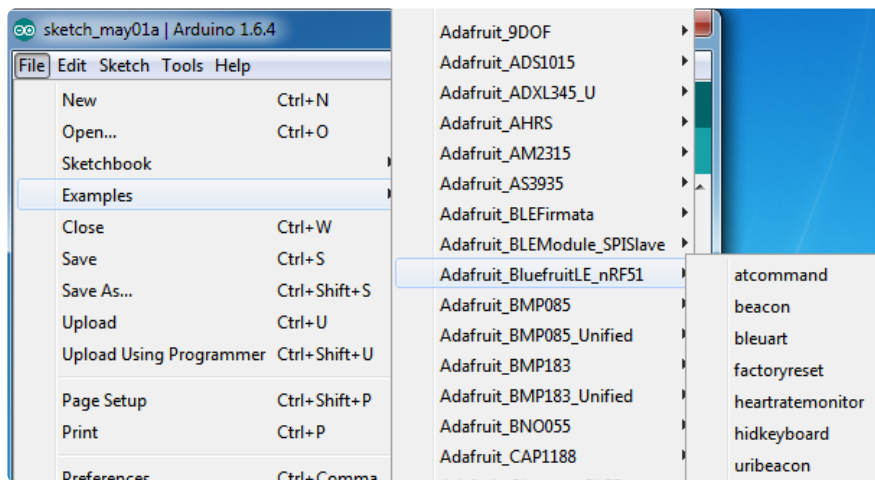 sketch_may01a | Arduino 1.6.4
File Edit Sketch Tools Help
New Ctrl+N
Open... Ctrl+O
Sketchbook
Examples
Close Ctrl+W
Save Ctrl+S
Save As... Ctrl+Shift+S
Upload Ctrl+U
Upload Using Programmer Ctrl+Shift+U
Page Setup Ctrl+Shift+P
Print Ctrl+P
Preferences Ctrl+Comma
Adafruit_9DOF
Adafruit_ADS1015
Adafruit_ADXL345_U
Adafruit_AHRS
Adafruit_AM2315
Adafruit_AS3935
Adafruit_BLEFirmata
Adafruit_BLEModule_SPISlave
Adafruit_BluefruitLE_nRF51
Adafruit_BMP085
Adafruit_BMP085_Unified
Adafruit_BMP183
Adafruit_BMP183_Unified
Adafruit_BNO055
Adafruit_CAP1188
atcommand
beacon
bleuart
factoryreset
heartratemonitor
hidkeyboard
uribeacon